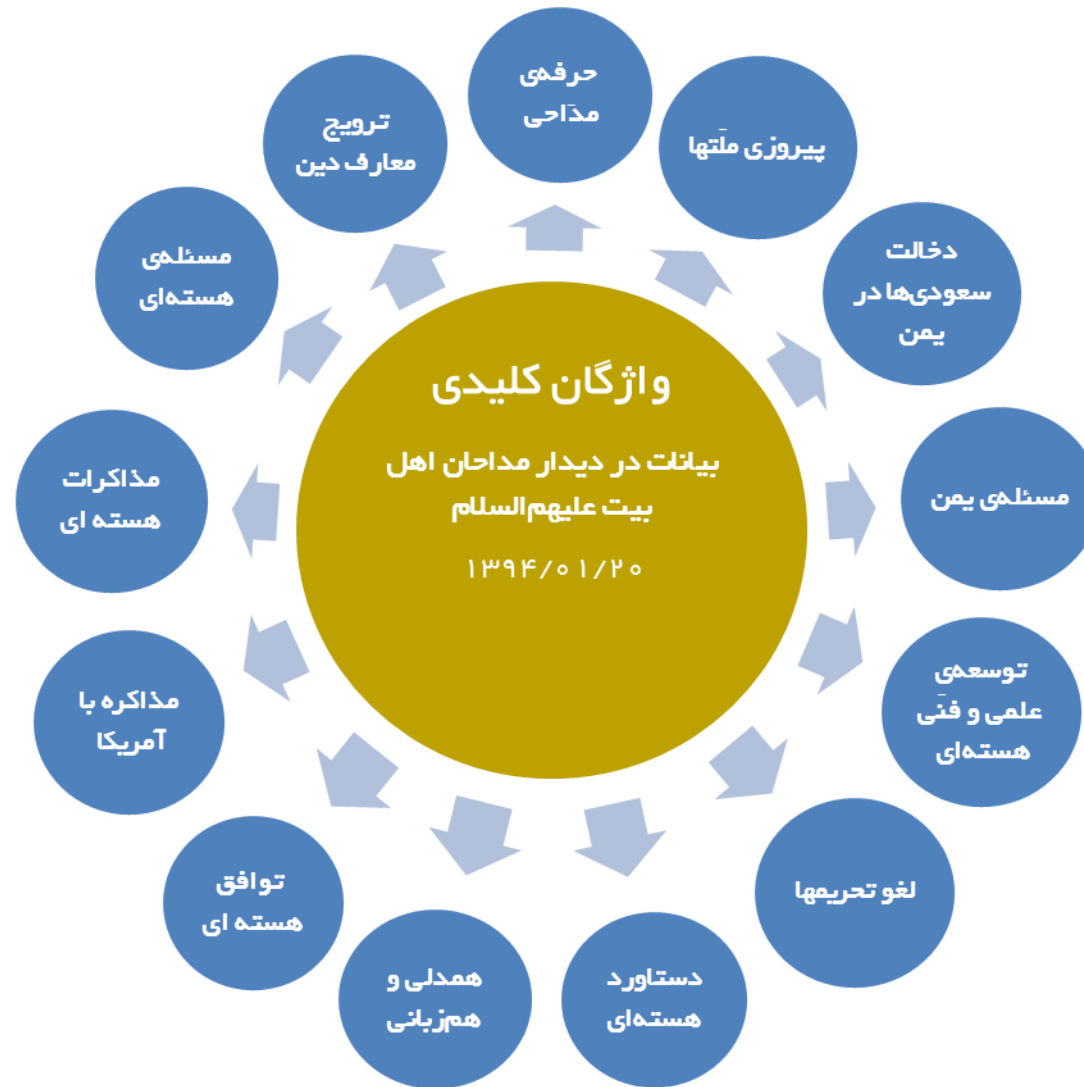 واژگان کلیدی
بیانات در دیدار مداحان اهل
بیت علیهم‌السلام
۱۳۹۴/۰۱/۲۰
حرفه‌ی
مدّاحی
پیروزی ملّتها
دخالت
سعودی‌ها در
یمن
مسئله‌ی یمن
توسعه‌ی
علمی و فنّی
هسته‌ای
لغو تحریمها
دستاورد
هسته‌ای
همدلی و
هم‌زبانی
توافق
هسته ای
مذاکره با
آمریکا
مذاکرات
هسته ای
مسئله‌ی
هسته‌ای
ترویج
معارف دین